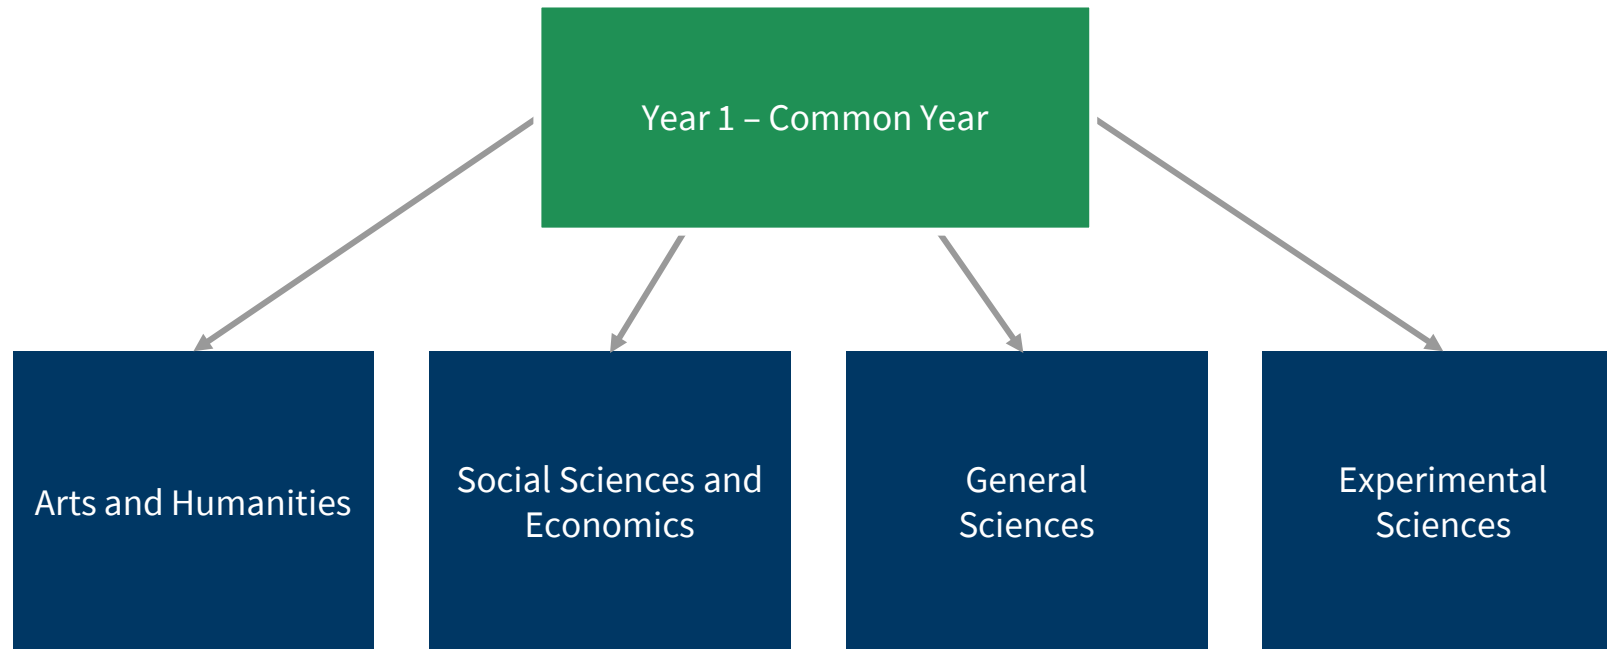 Year 1 – Common Year
Arts and Humanities
Social Sciences and
Economics
General
Sciences
Experimental
Sciences